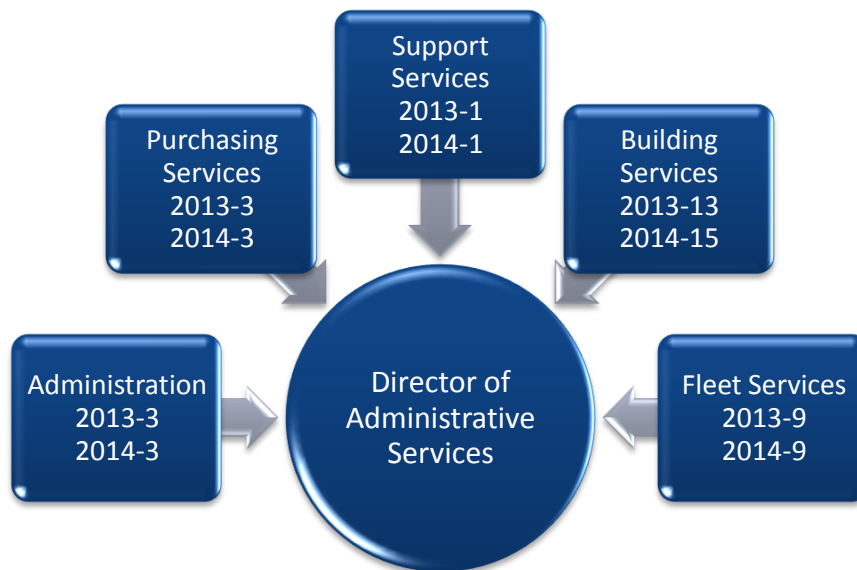 Support
Services
2013-1
2014-1
Purchasing
Services
2013-3
2014-3
Building
Services
2013-13
2014-15
Administration
2013-3
2014-3
Director of
Administrative
Services
Fleet Services
2013-9
2014-9